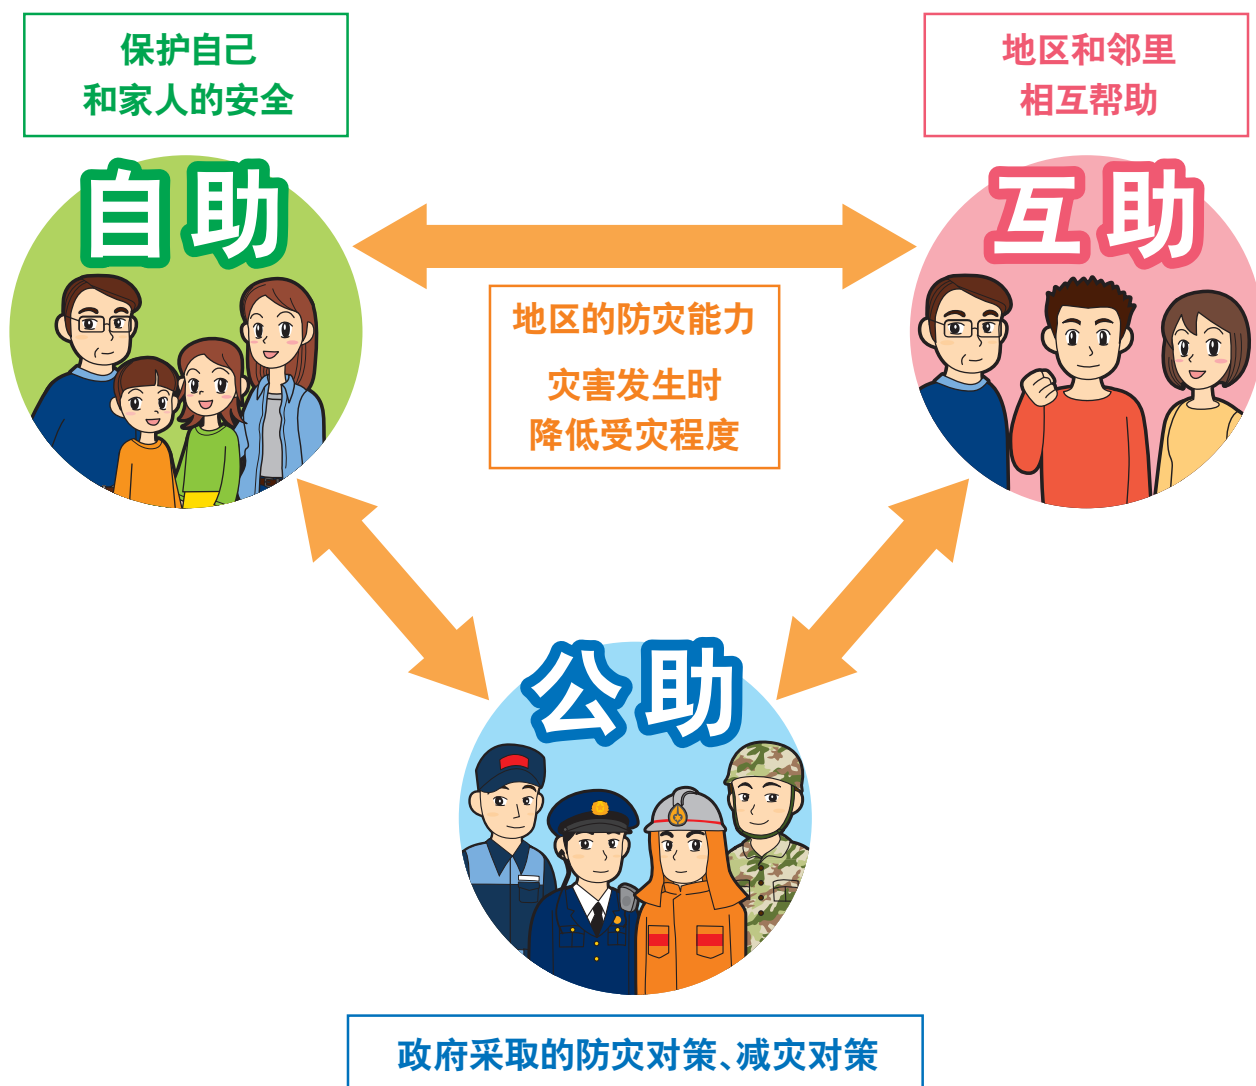 保护自己
和家人的安全
地区和邻里
相互帮助
自助
互助
地区的防灾能力
灾害发生时
降低受灾程度
公助
政府采取的防灾对策、减灾对策